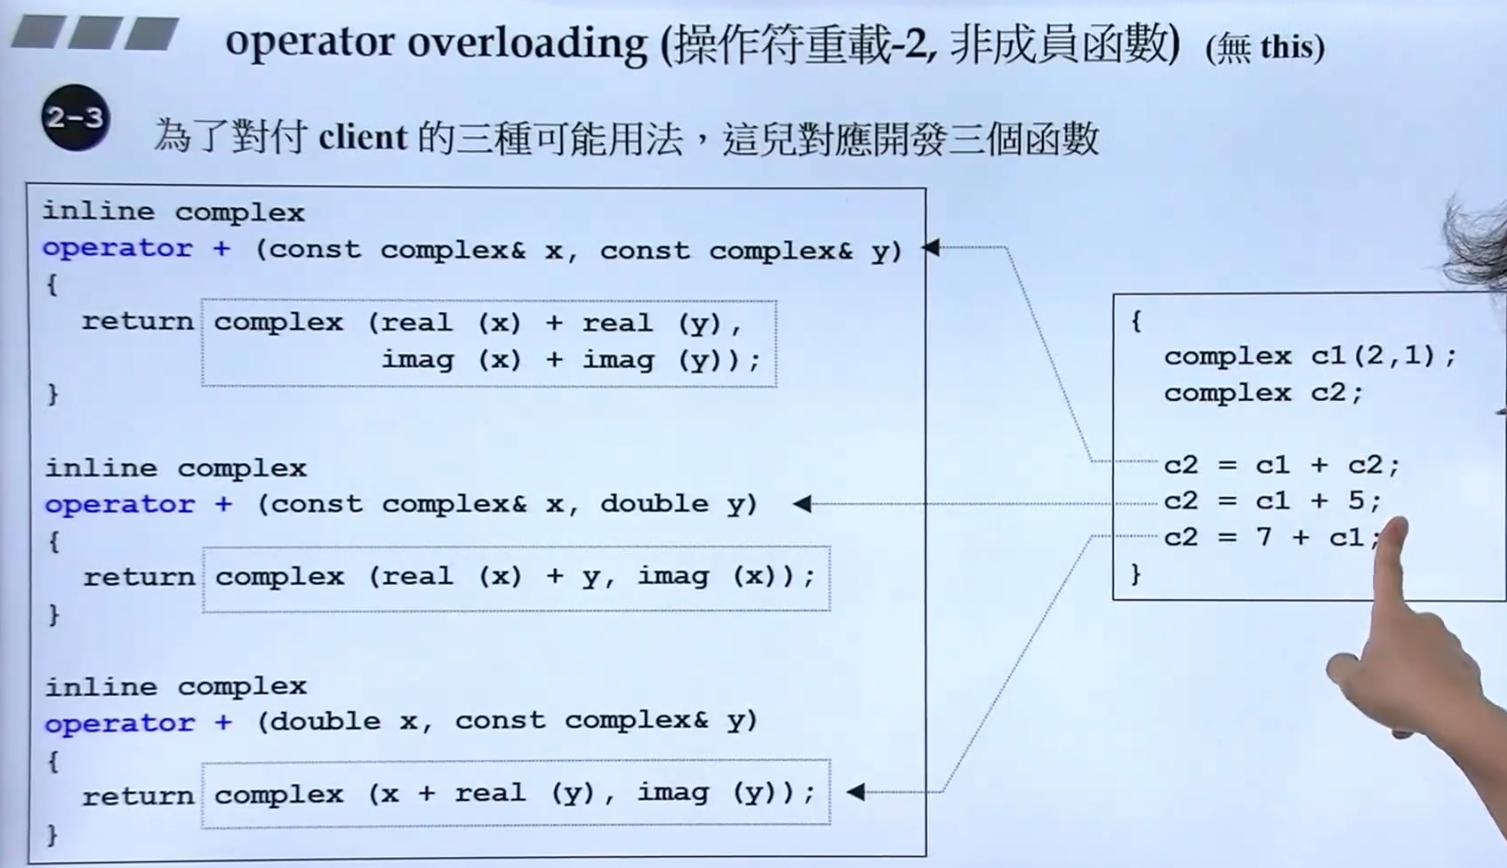 operator overloading (操作符重載-2, 非成員函數) (無 this)
2-3
為了對付 client 的三種可能用法，這兒對應開發三個函數
inline complex
operator + (const complex& x, const complex& y)
{
return complex (real (x) + real (y),
imag (x) + imag (y));
}
inline complex
operator + (const complex& x, double y)
{
return complex (real (x) + y, imag (x));
}
inline complex
operator + (double x, const complex& y)
{
return complex (x + real (y), imag (y));
}
{
complex c1(2,1);
complex c2;
c2 = c1 + c2;
c2 = c1 + 5;
c2 = 7 + c1;
}